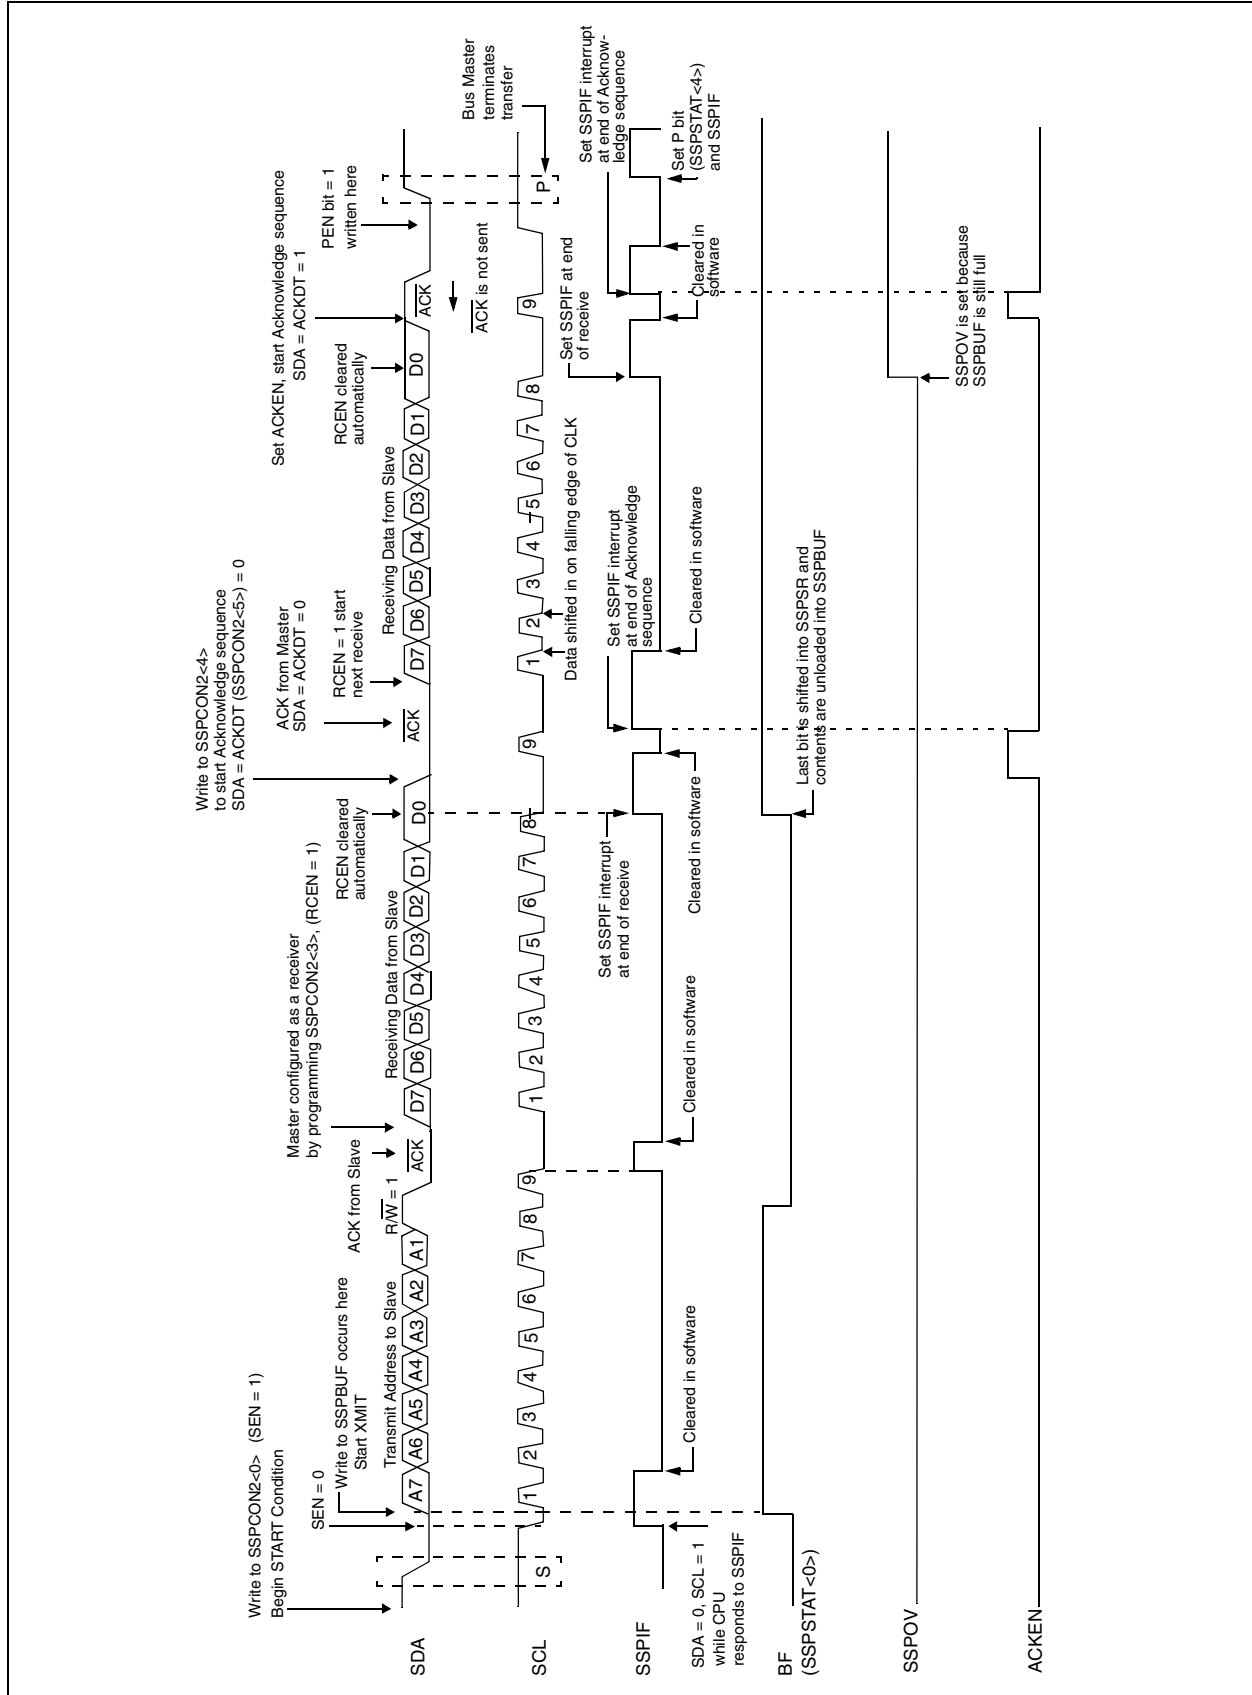 Write to SSPCON2<0> (SEN = 1)
Begin START Condition
SEN = 0
Write to SSPBUF occurs here
Start XMIT
Transmit Address to Slave
R/W = 1
ACK from Slave
Master configured as a receiver
by programming SSPCON2<3>, (RCEN = 1)
Receiving Data from Slave
RCEN cleared
automatically
Write to SSPCON2<4>
to start Acknowledge sequence
SDA = ACKDT (SSPCON2<5>) = 0
ACK from Master
SDA = ACKDT = 0
RCEN = 1 start
next receive
Receiving Data from Slave
RCEN cleared
automatically
Set ACKEN, start Acknowledge sequence
SDA = ACKDT = 1
PEN bit = 1
written here
SDA
A7 A6 A5 A4 A3 A2 A1 ACK D7 D6 D5 D4 D3 D2 D1 D0 ACK D7 D6 D5 D4 D3 D2 D1 D0 ACK
ACK is not sent
Bus Master
terminates
transfer
SCL
S 1 2 3 4 5 6 7 8 9 1 2 3 4 5 6 7 8 9 1 2 3 4 5 6 7 8 9 P
Data shifted in on falling edge of CLK
Set SSPIF interrupt
at end of receive
Set SSPIF interrupt
at end of Acknowledge
sequence
Set SSPIF at end
of receive
Set SSPIF interrupt
at end of Acknow-
ledge sequence
SSPIF
SDA = 0, SCL = 1
while CPU
responds to SSPIF
Cleared in software
Cleared in software
Cleared in software
Cleared in software
Cleared in software
Cleared in
software
Set P bit
(SSPSTAT<4>)
and SSPIF
BF
(SSPSTAT<0>)
Last bit is shifted into SSPSR and
contents are unloaded into SSPBUF
SSPOV
SSPOV is set because
SSPBUF is still full
ACKEN